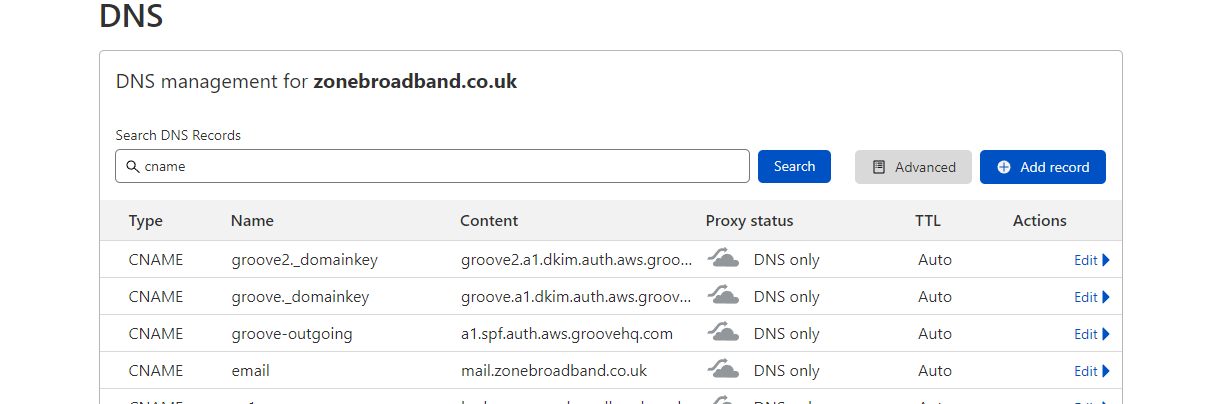 DNS
DNS management for zonebroadband.co.uk
Search DNS Records
cname Search Advanced Add record
Type Name Content Proxy status TTL Actions
CNAME groove2._domainkey groove2.a1.dkim.auth.aws.groo... DNS only Auto Edit
CNAME groove._domainkey groove.a1.dkim.auth.aws.groov... DNS only Auto Edit
CNAME groove-outgoing a1.spf.auth.aws.groovehq.com DNS only Auto Edit
CNAME email mail.zonebroadband.co.uk DNS only Auto Edit